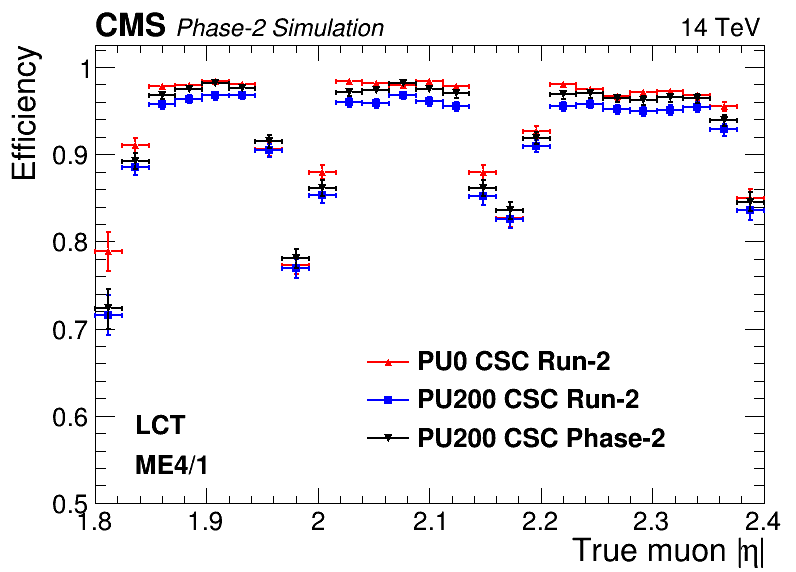 CMS Phase-2 Simulation 14 TeV
Efficiency
1
0.9
0.8
0.7
0.6
0.5
PU0 CSC Run-2
PU200 CSC Run-2
PU200 CSC Phase-2
LCT
ME4/1
1.8 1.9 2 2.1 2.2 2.3 2.4
True muon |η|